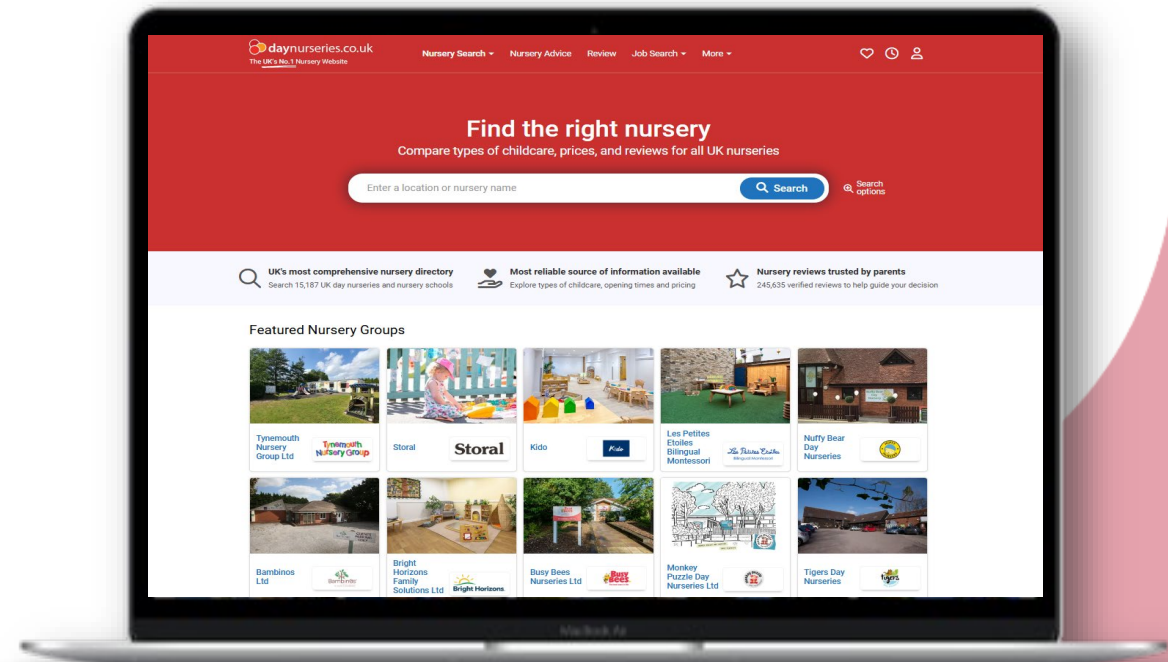 daynurseries.co.uk
The UK's No.1 Nursery Website
Nursery Search Nursery Advice Review Job Search More
Find the right nursery
Compare types of childcare, prices, and reviews for all UK nurseries
Enter a location or nursery name
Search
Search
options
UK's most comprehensive nursery directory
Search 15,187 UK day nurseries and nursery schools
Most reliable source of information available
Explore types of childcare, opening times and pricing
Nursery reviews trusted by parents
245,635 verified reviews to help guide your decision
Featured Nursery Groups
Tynemouth
Nursery
Group Ltd
Tynemouth
Nursery Group
Storal
Storal
Kido
Kido
Les Petites
Etoiles
Bilingual
Montessori
Les Petites Etoiles
Bilingual Montessori
Nuffy Bear
Day
Nurseries
Bambinos
Ltd
Bambinos
Bright
Horizons
Family
Solutions Ltd
Bright Horizons
Busy Bees
Nurseries Ltd
Busy
Bees
Monkey
Puzzle Day
Nurseries Ltd
Tigers Day
Nurseries
tigers
MacBook Air